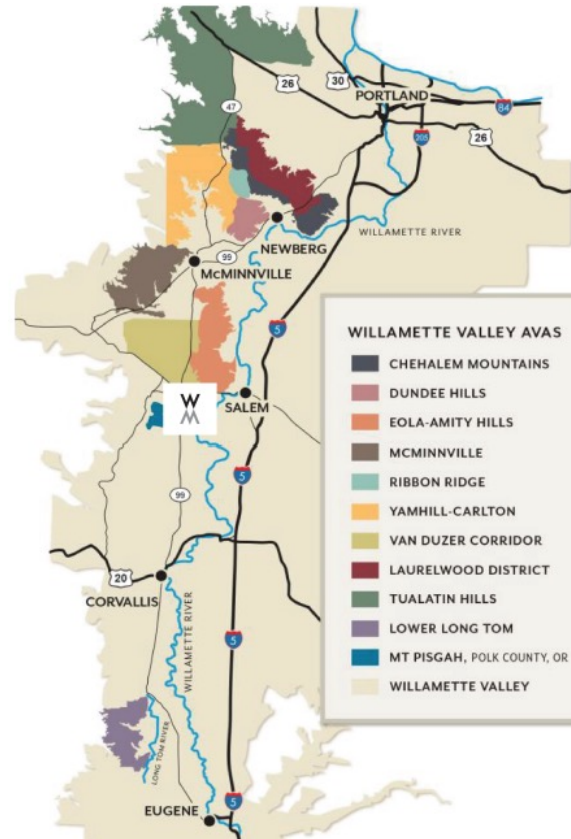 26
30
PORTLAND
47
84
205
26
NEWBERG
WILLAMETTE RIVER
99
McMINNVILLE
5
WILLAMETTE VALLEY AVAS
CHEHALEM MOUNTAINS
DUNDEE HILLS
EOLA-AMITY HILLS
MCMINNVILLE
RIBBON RIDGE
YAMHILL-CARLTON
VAN DUZER CORRIDOR
LAURELWOOD DISTRICT
TUALATIN HILLS
LOWER LONG TOM
MT PISGAH, POLK COUNTY, OR
WILLAMETTE VALLEY
W
M
SALEM
5
99
20
CORVALLIS
WILLAMETTE RIVER
5
LONG TOM RIVER
5
EUGENE